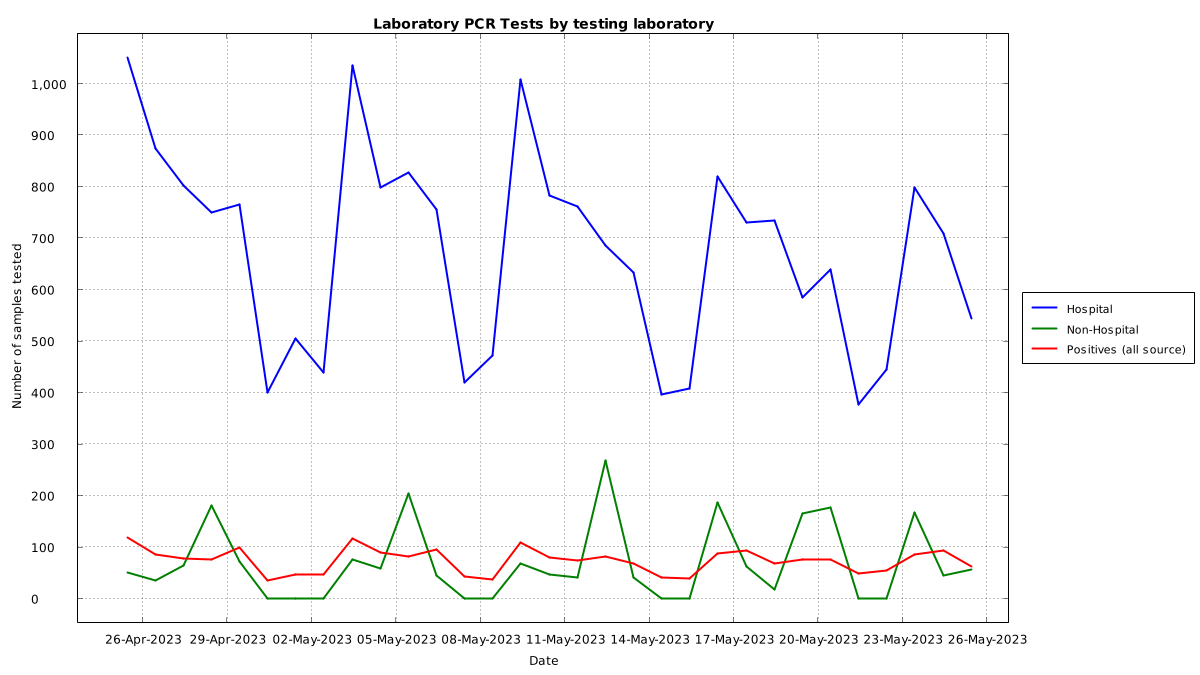 Laboratory PCR Tests by testing laboratory
1,000
900
800
700
600
500
400
300
200
100
0
Number of samples tested
26-Apr-2023 29-Apr-2023 02-May-2023 05-May-2023 08-May-2023 11-May-2023 14-May-2023 17-May-2023 20-May-2023 23-May-2023 26-May-2023
Date
Hospital
Non-Hospital
Positives (all source)